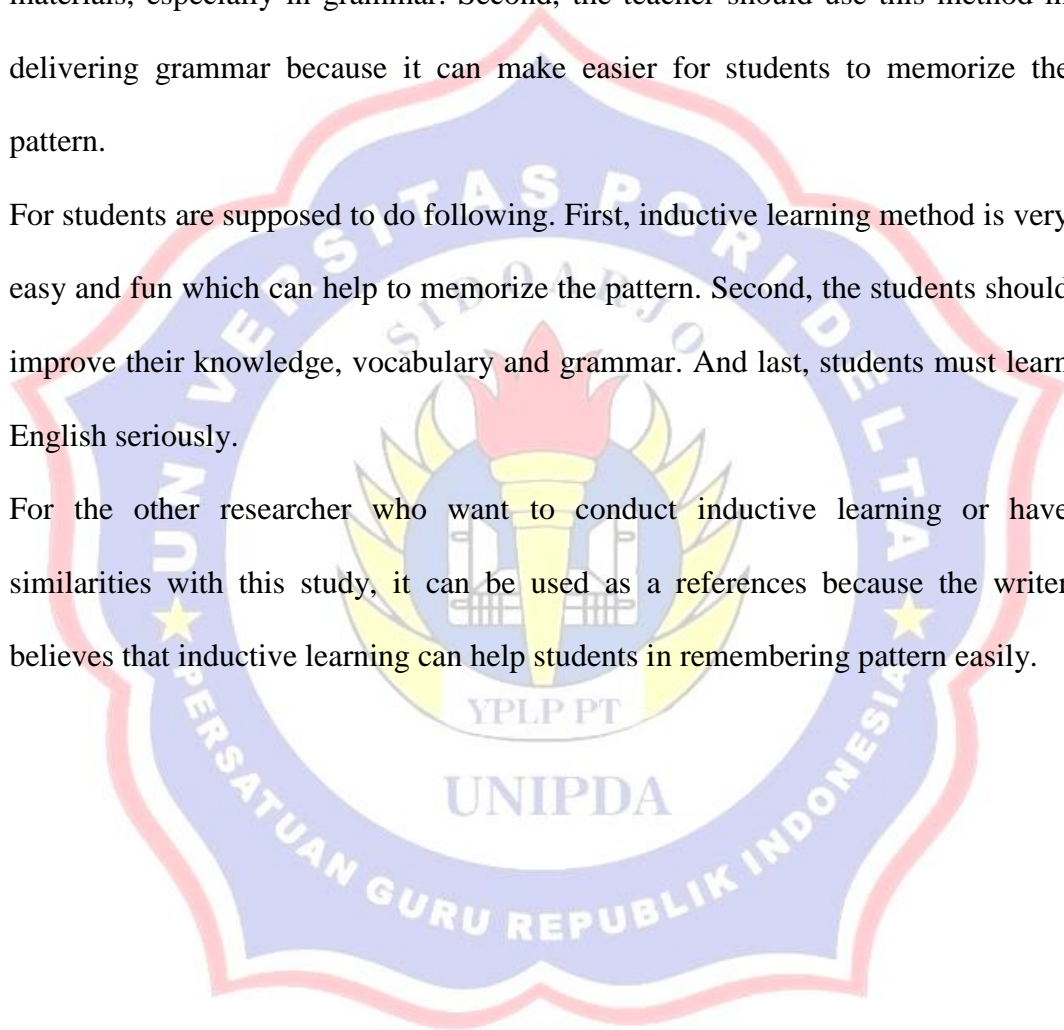 materials, especially in grammar. Second, the teacher should use this method in
delivering grammar because it can make easier for students to memorize the
pattern.
For students are supposed to do following. First, inductive learning method is very
easy and fun which can help to memorize the pattern. Second, the students should
improve their knowledge, vocabulary and grammar. And last, students must learn
English seriously.
For the other researcher who want to conduct inductive learning or have
similarities with this study, it can be used as a references because the writer
believes that inductive learning can help students in remembering pattern easily.
UNIVERSITAS PGRI DELTA
SIDOARJO
YPLP PT
UNIPDA
PERSATUAN GURU REPUBLIK INDONESIA